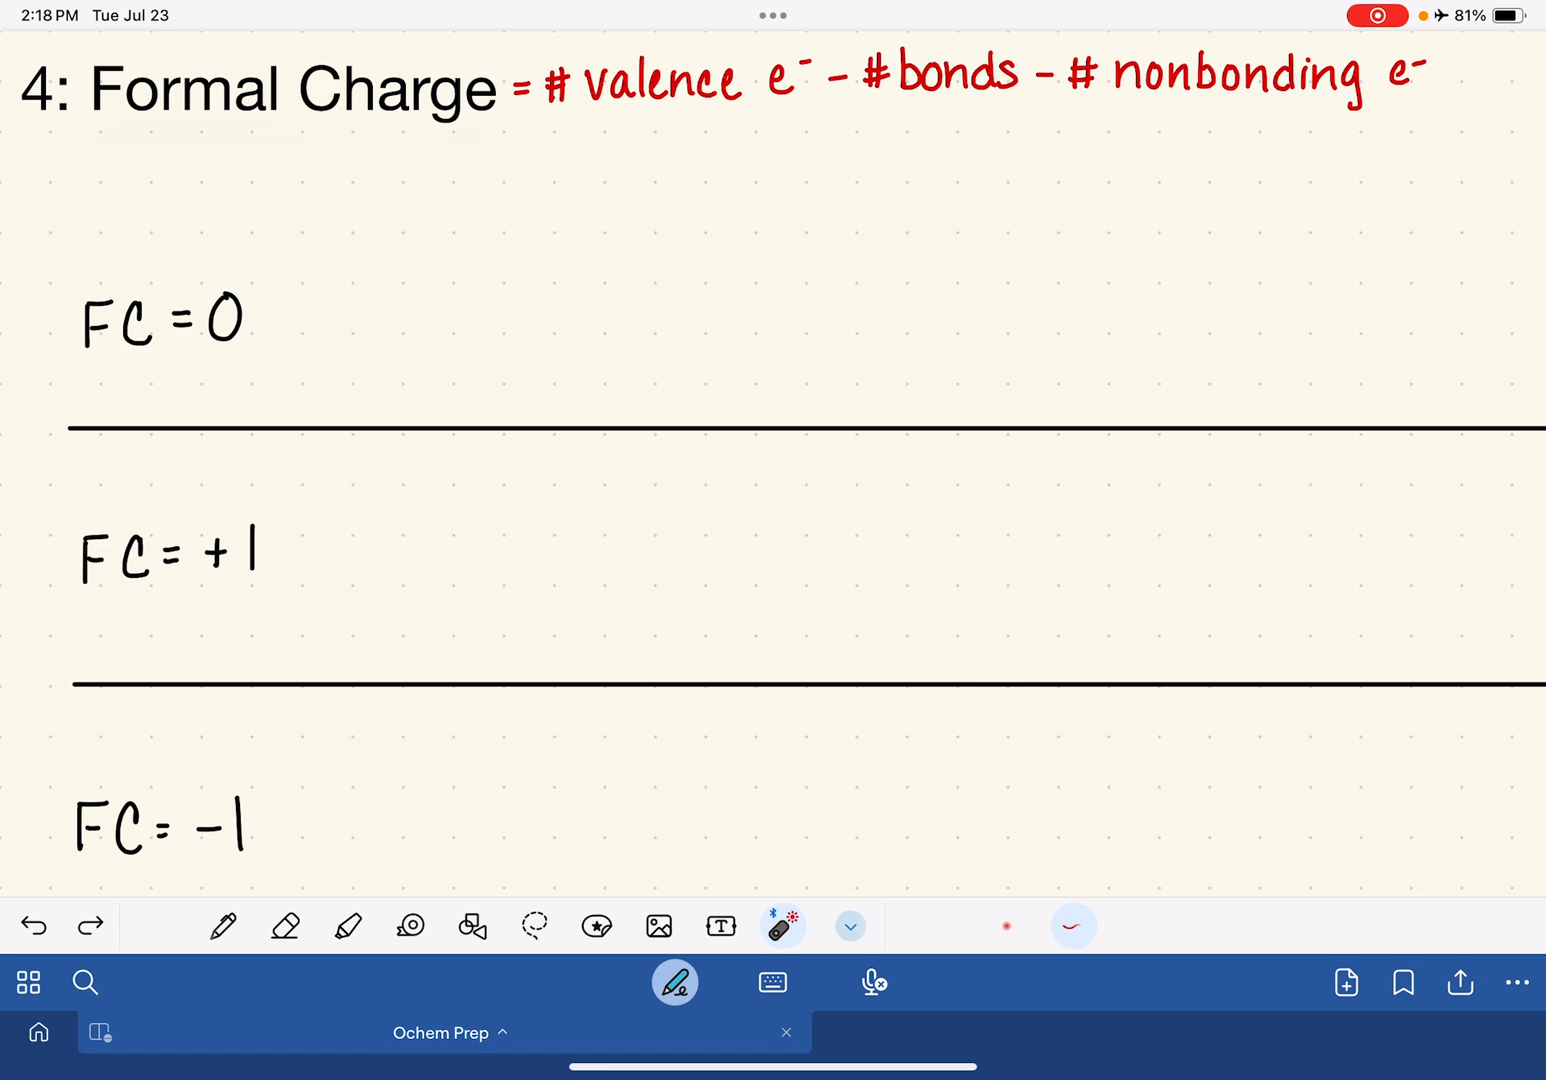 2:18 PM Tue Jul 23
81%
4: Formal Charge = # valence e⁻ - # bonds - # nonbonding e⁻
FC = 0
FC = +1
FC = -1
Ochem Prep